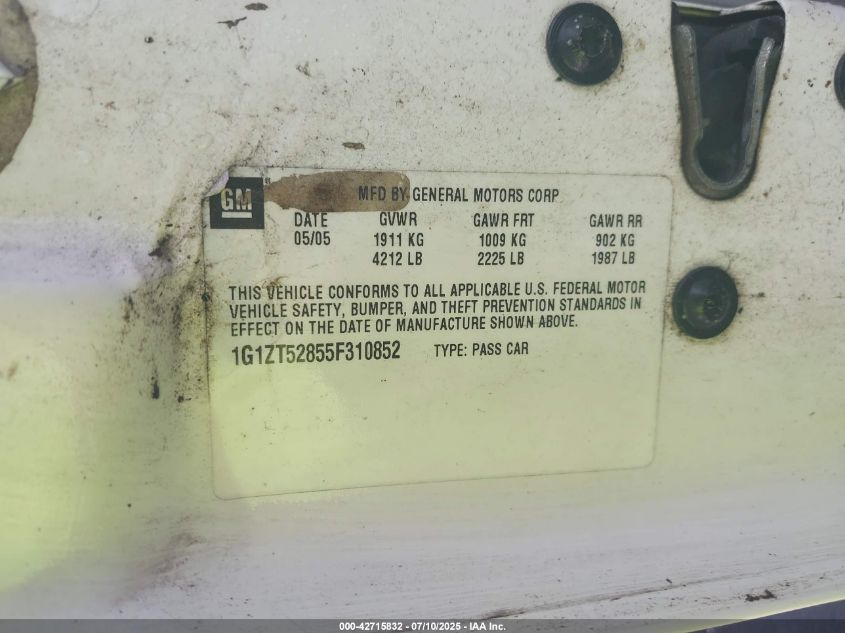 GM
MFD BY GENERAL MOTORS CORP
DATE GVWR GAWR FRT GAWR RR
05/05 1911 KG 1009 KG 902 KG
4212 LB 2225 LB 1987 LB
THIS VEHICLE CONFORMS TO ALL APPLICABLE U.S. FEDERAL MOTOR
VEHICLE SAFETY, BUMPER, AND THEFT PREVENTION STANDARDS IN
EFFECT ON THE DATE OF MANUFACTURE SHOWN ABOVE.
1G1ZT52855F310852 TYPE: PASS CAR
000-42715832 - 07/10/2025 - IAA Inc.